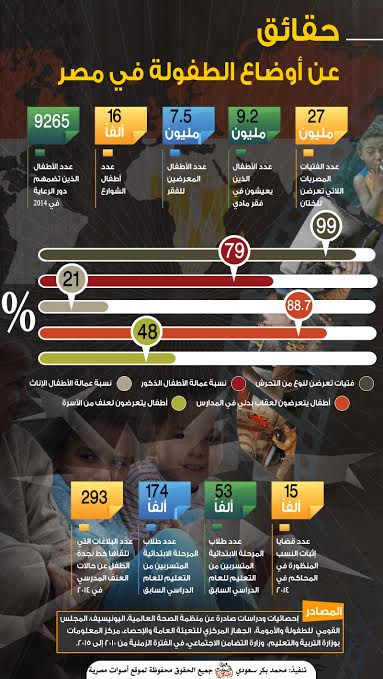 حقائق
عن أوضاع الطفولة في مصر
27
مليون
9.2
مليون
7.5
مليون
16
ألفا
9265
عدد الفتيات
المصريات
اللاتي تعرضن
للختان
عدد الأطفال
الذين
يعيشون في
فقر مادي
عدد الأطفال
المعرضين
للفقر
عدد
أطفال
الشوارع
عدد الأطفال
الذين تضمهم
دور الرعاية
في 2014
99
79
21
88.7
48
%
فتيات تعرضن لنوع من التحرش
نسبة عمالة الأطفال الذكور
نسبة عمالة الأطفال الإناث
أطفال يتعرضون لعقاب بدني في المدارس
أطفال يتعرضون لعنف من الأسرة
15
ألفا
53
ألفا
174
ألفا
293
عدد قضايا
إثبات النسب
المنظورة في
المحاكم في
٢٠١٤
عدد طلاب
المرحلة الابتدائية
المتسربين من
التعليم للعام
الدراسي السابق
عدد طلاب
المرحلة الابتدائية
المتسربين من
التعليم للعام
الدراسي السابق
عدد البلاغات التي
تلقاها خط نجدة
الطفل عن حالات
العنف المدرسي
في ٢٠١٤
المصادر
إحصائيات ودراسات صادرة عن منظمة الصحة العالمية، اليونيسيف، المجلس
القومي للطفولة والأمومة، الجهاز المركزي للتعبئة العامة والإحصاء، مركز المعلومات
بوزارة التربية والتعليم، وزارة التضامن الاجتماعي، في الفترة الزمنية من ٢٠١٠ إلى ٢٠١٥.
تنفيذ: محمد بكر سعودي
جميع الحقوق محفوظة لموقع أصوات مصرية